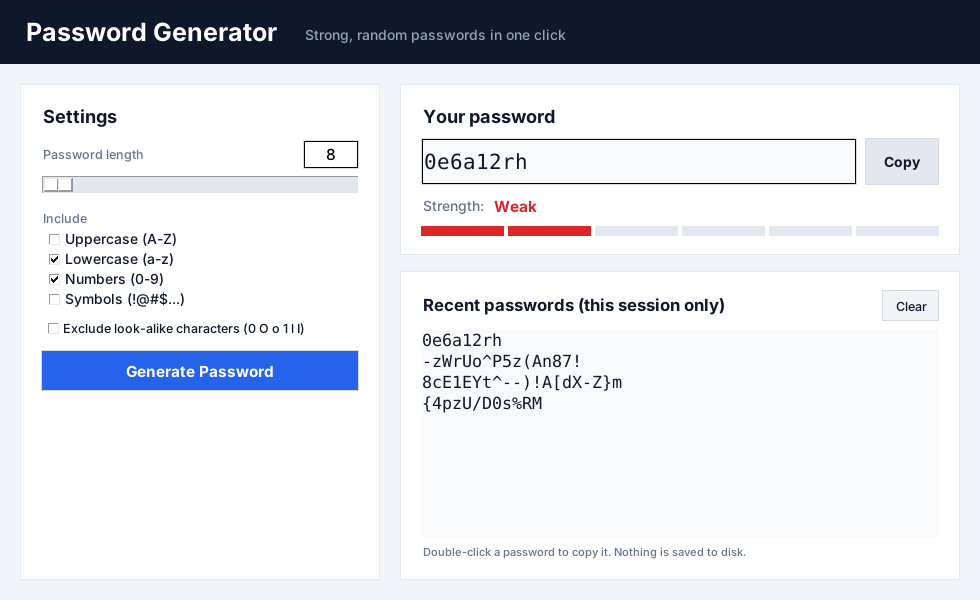 Password Generator
Strong, random passwords in one click
Settings
Password length
8
Include
Uppercase (A-Z)
Lowercase (a-z)
Numbers (0-9)
Symbols (!@#$...)
Exclude look-alike characters (0 O o 1 l I)
Generate Password
Your password
0e6a12rh
Copy
Strength: Weak
Recent passwords (this session only)
Clear
0e6a12rh
-zWrUo^P5z(An87!
8cE1EYt^--)!A[dX-Z}m
{4pzU/D0s%RM
Double-click a password to copy it. Nothing is saved to disk.